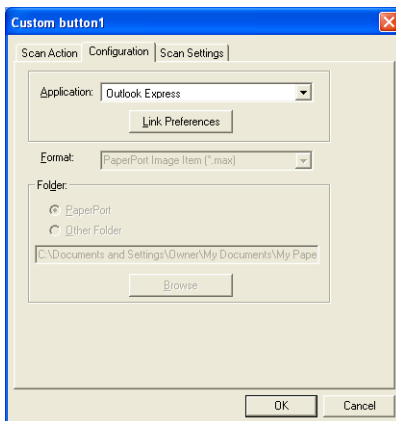 Custom button1
Scan Action Configuration Scan Settings
Application: Outlook Express
Link Preferences
Format: PaperPort Image Item (*.max)
Folder:
PaperPort
Other Folder
C:\Documents and Settings\Owner\My Documents\My Pape
Browse
OK Cancel